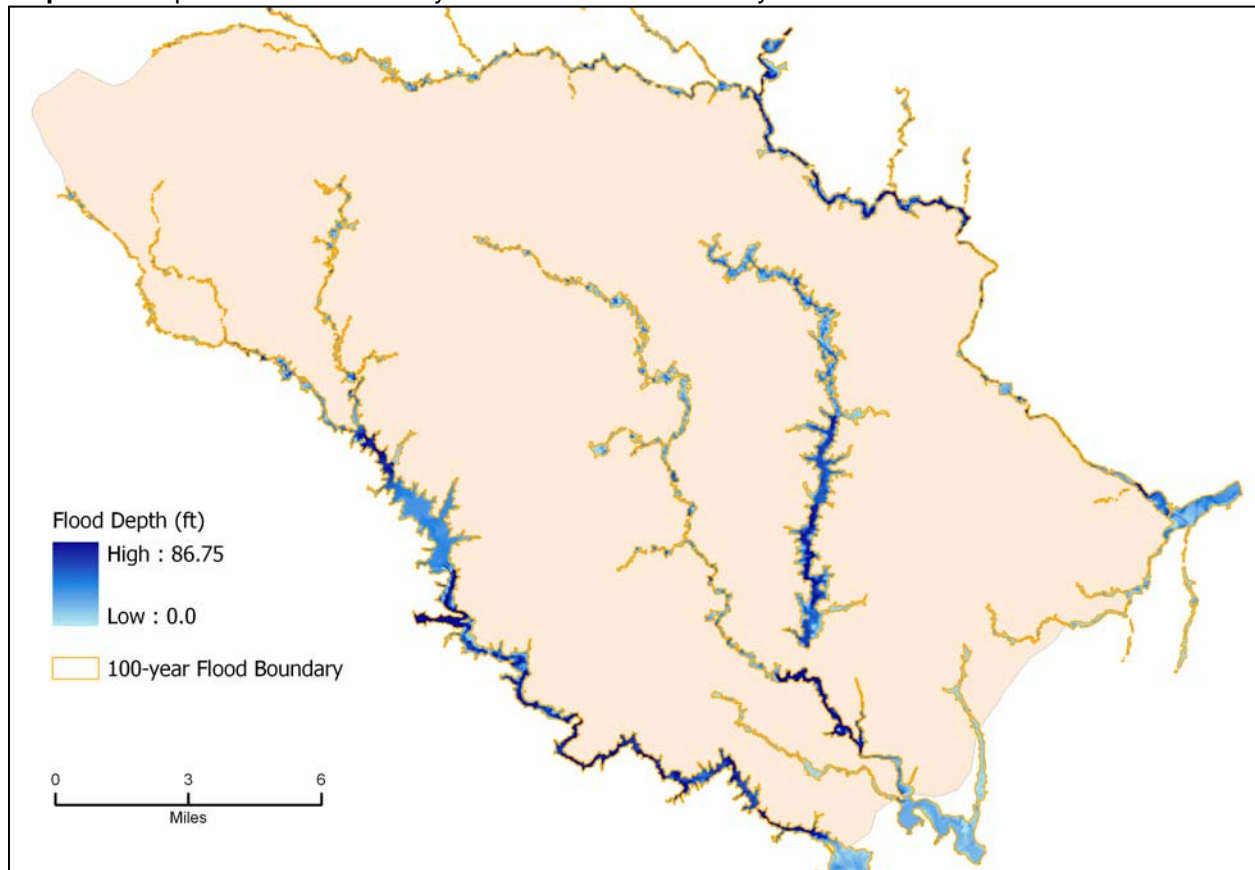 Flood Depth (ft)
High : 86.75
Low : 0.0
100-year Flood Boundary
0 3 6
Miles